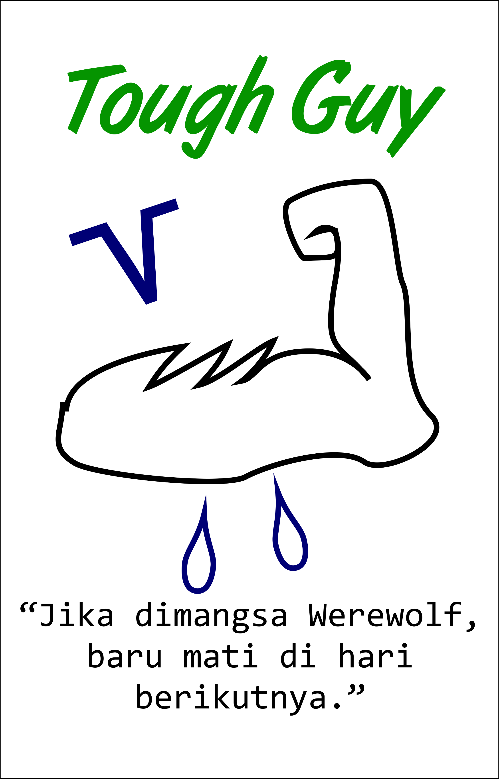 Tough Guy
“Jika dimangsa Werewolf,
baru mati di hari
berikutnya.”